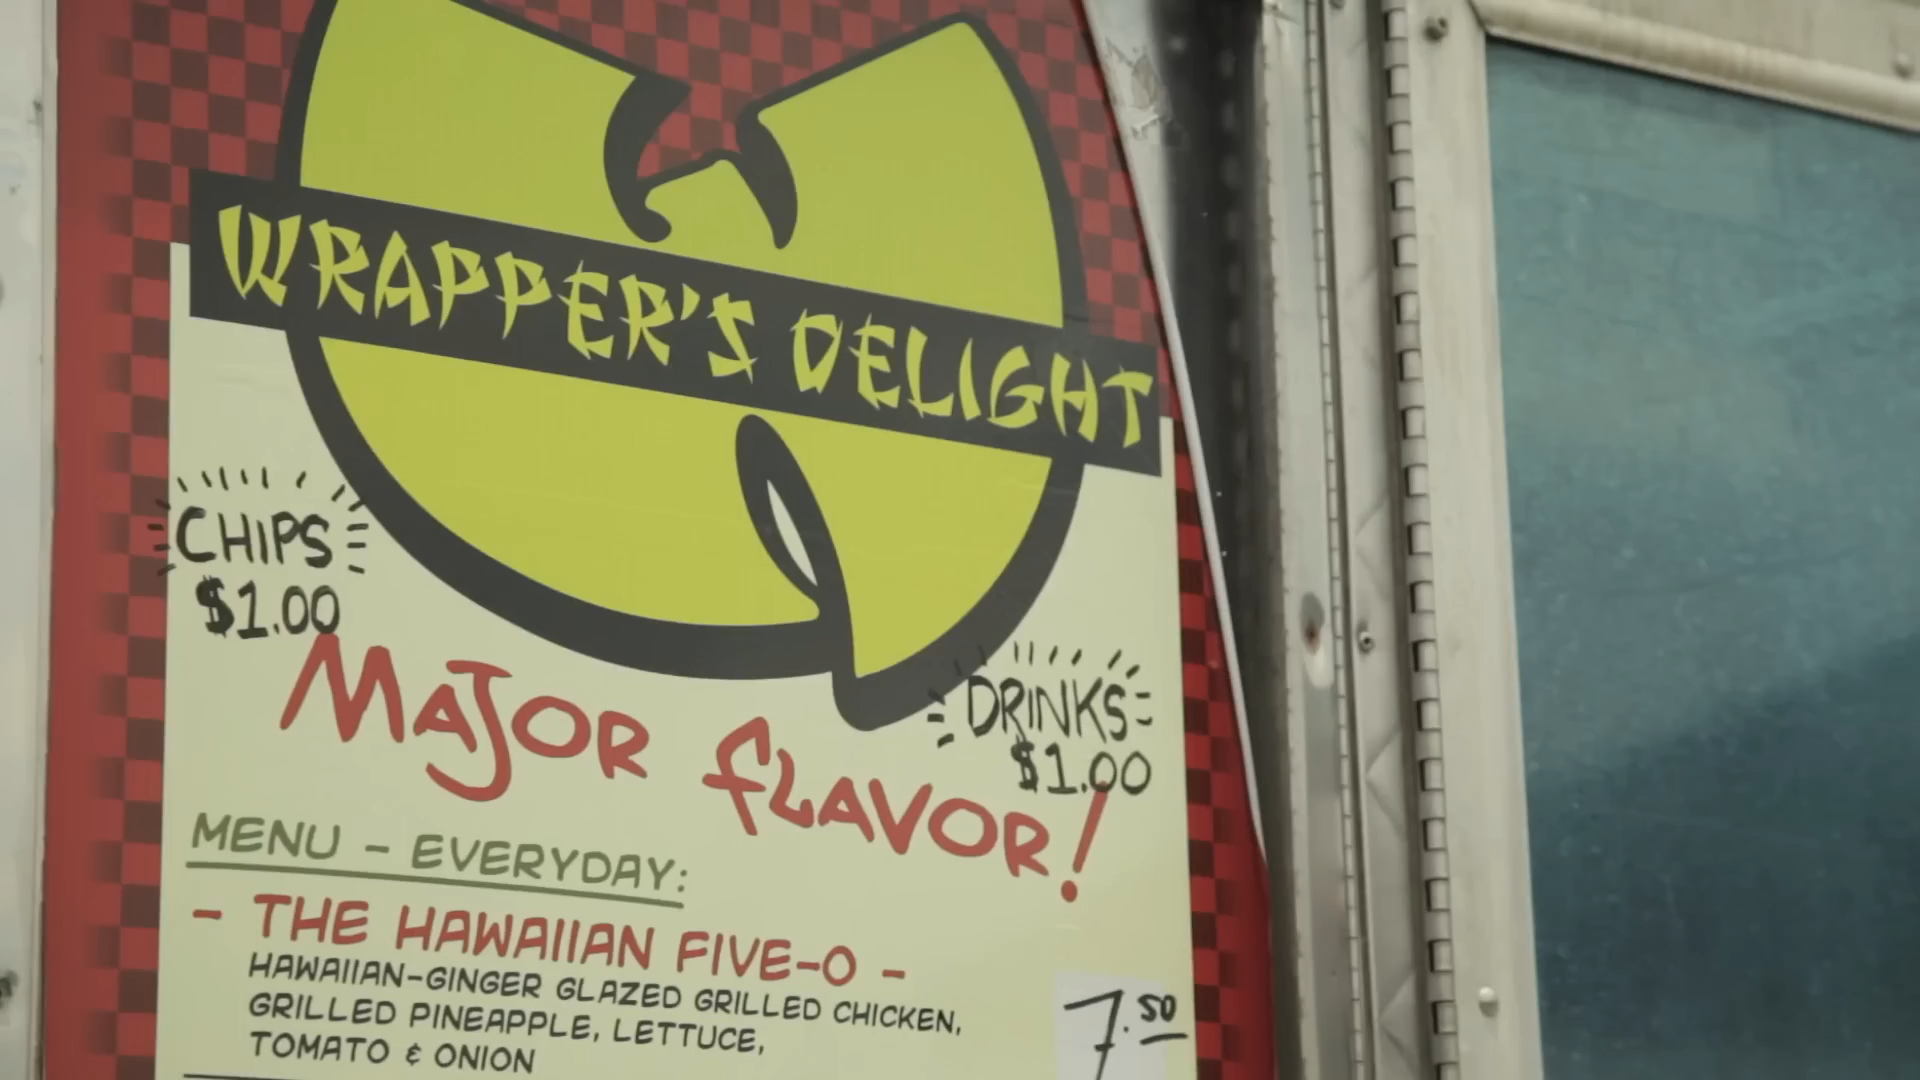 WRAPPER'S DELIGHT
CHIPS
$1.00
MAJOR FLAVOR!
DRINKS
$1.00
MENU - EVERYDAY:
- THE HAWAIIAN FIVE-O -
HAWAIIAN-GINGER GLAZED GRILLED CHICKEN,
GRILLED PINEAPPLE, LETTUCE,
TOMATO & ONION
7.50